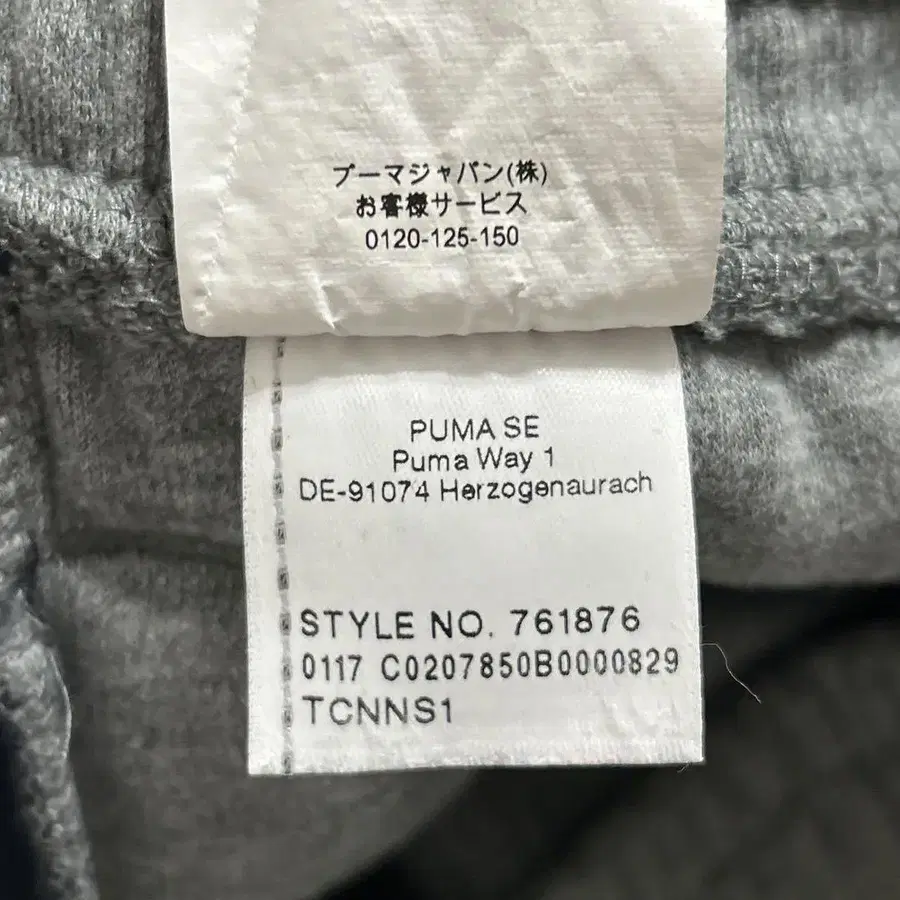 プーマジャパン(株)
お客様サービス
0120-125-150
PUMA SE
Puma Way 1
DE-91074 Herzogenaurach
STYLE NO. 761876
0117 C0207850B0000829
TCNNS1